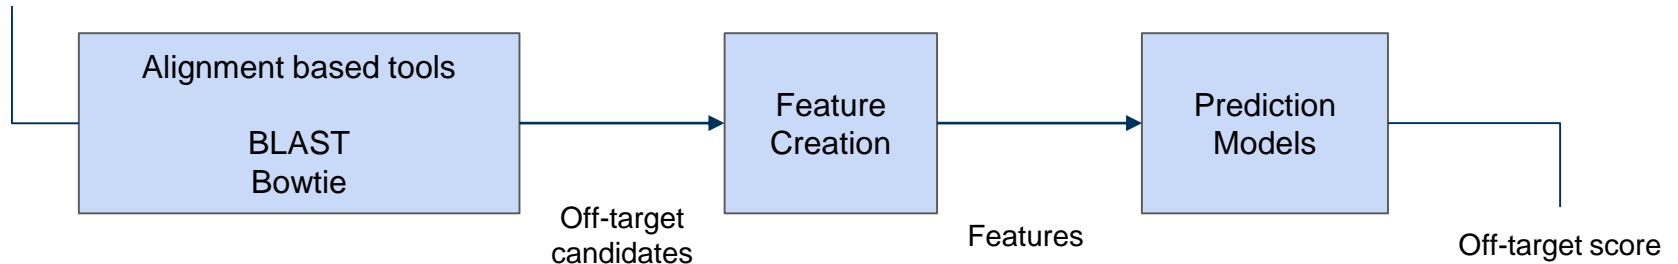 Alignment based tools
BLAST
Bowtie
Off-target
candidates
Feature
Creation
Features
Prediction
Models
Off-target score